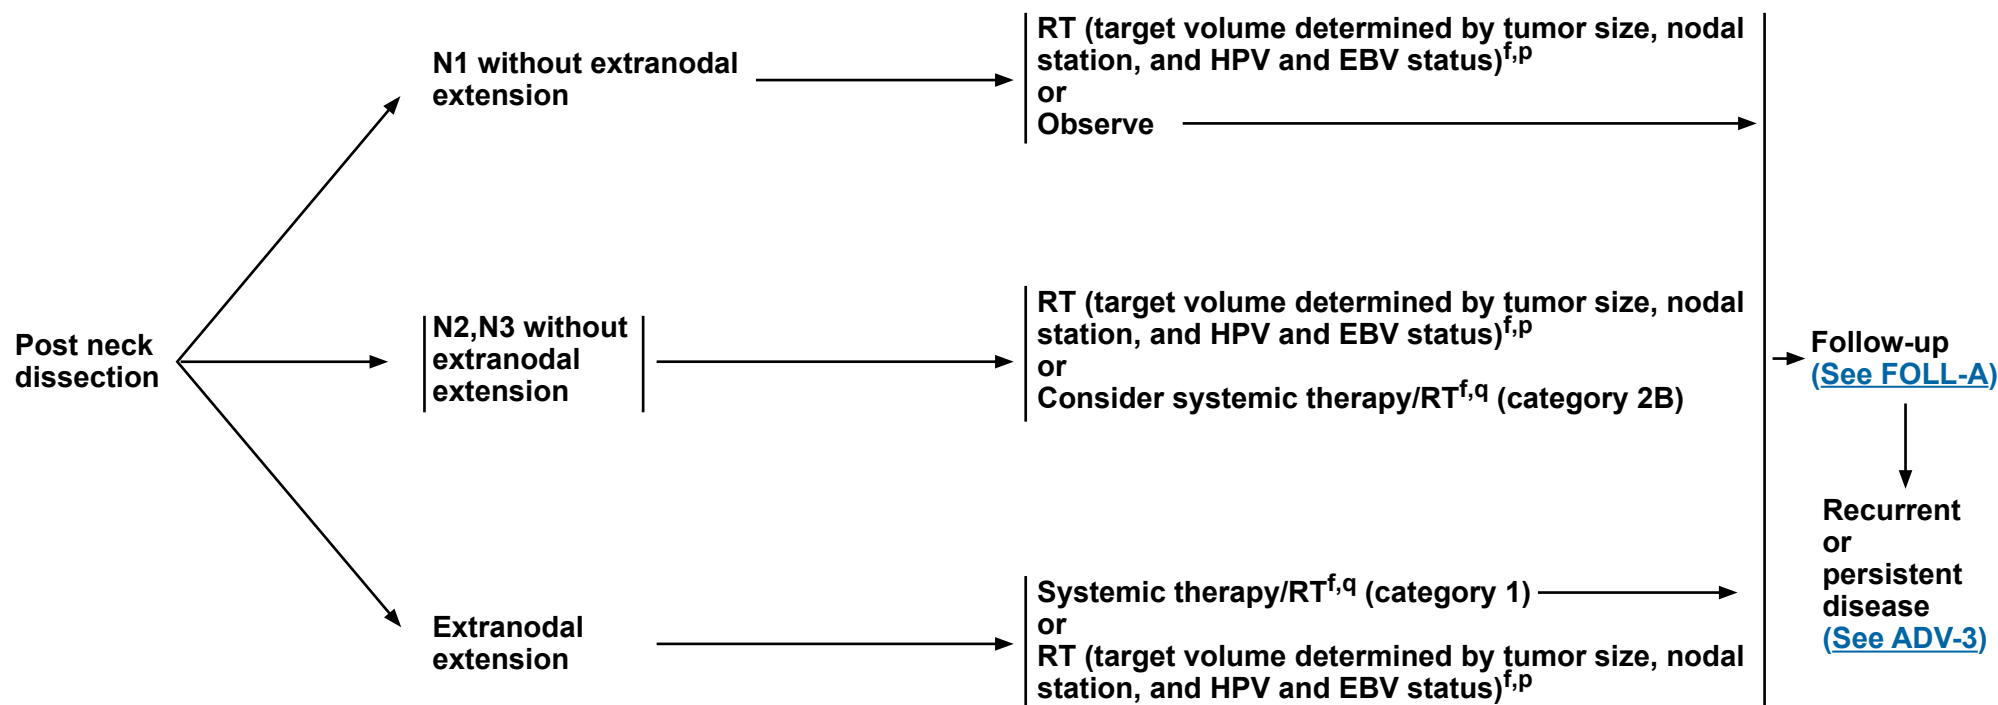 Post neck
dissection
N1 without extranodal
extension
RT (target volume determined by tumor size, nodal
station, and HPV and EBV status)f,p
or
Observe
N2,N3 without
extranodal
extension
RT (target volume determined by tumor size, nodal
station, and HPV and EBV status)f,p
or
Consider systemic therapy/RTf,q (category 2B)
Extranodal
extension
Systemic therapy/RTf,q (category 1)
or
RT (target volume determined by tumor size, nodal
station, and HPV and EBV status)f,p
Follow-up
(See FOLL-A)
Recurrent
or
persistent
disease
(See ADV-3)